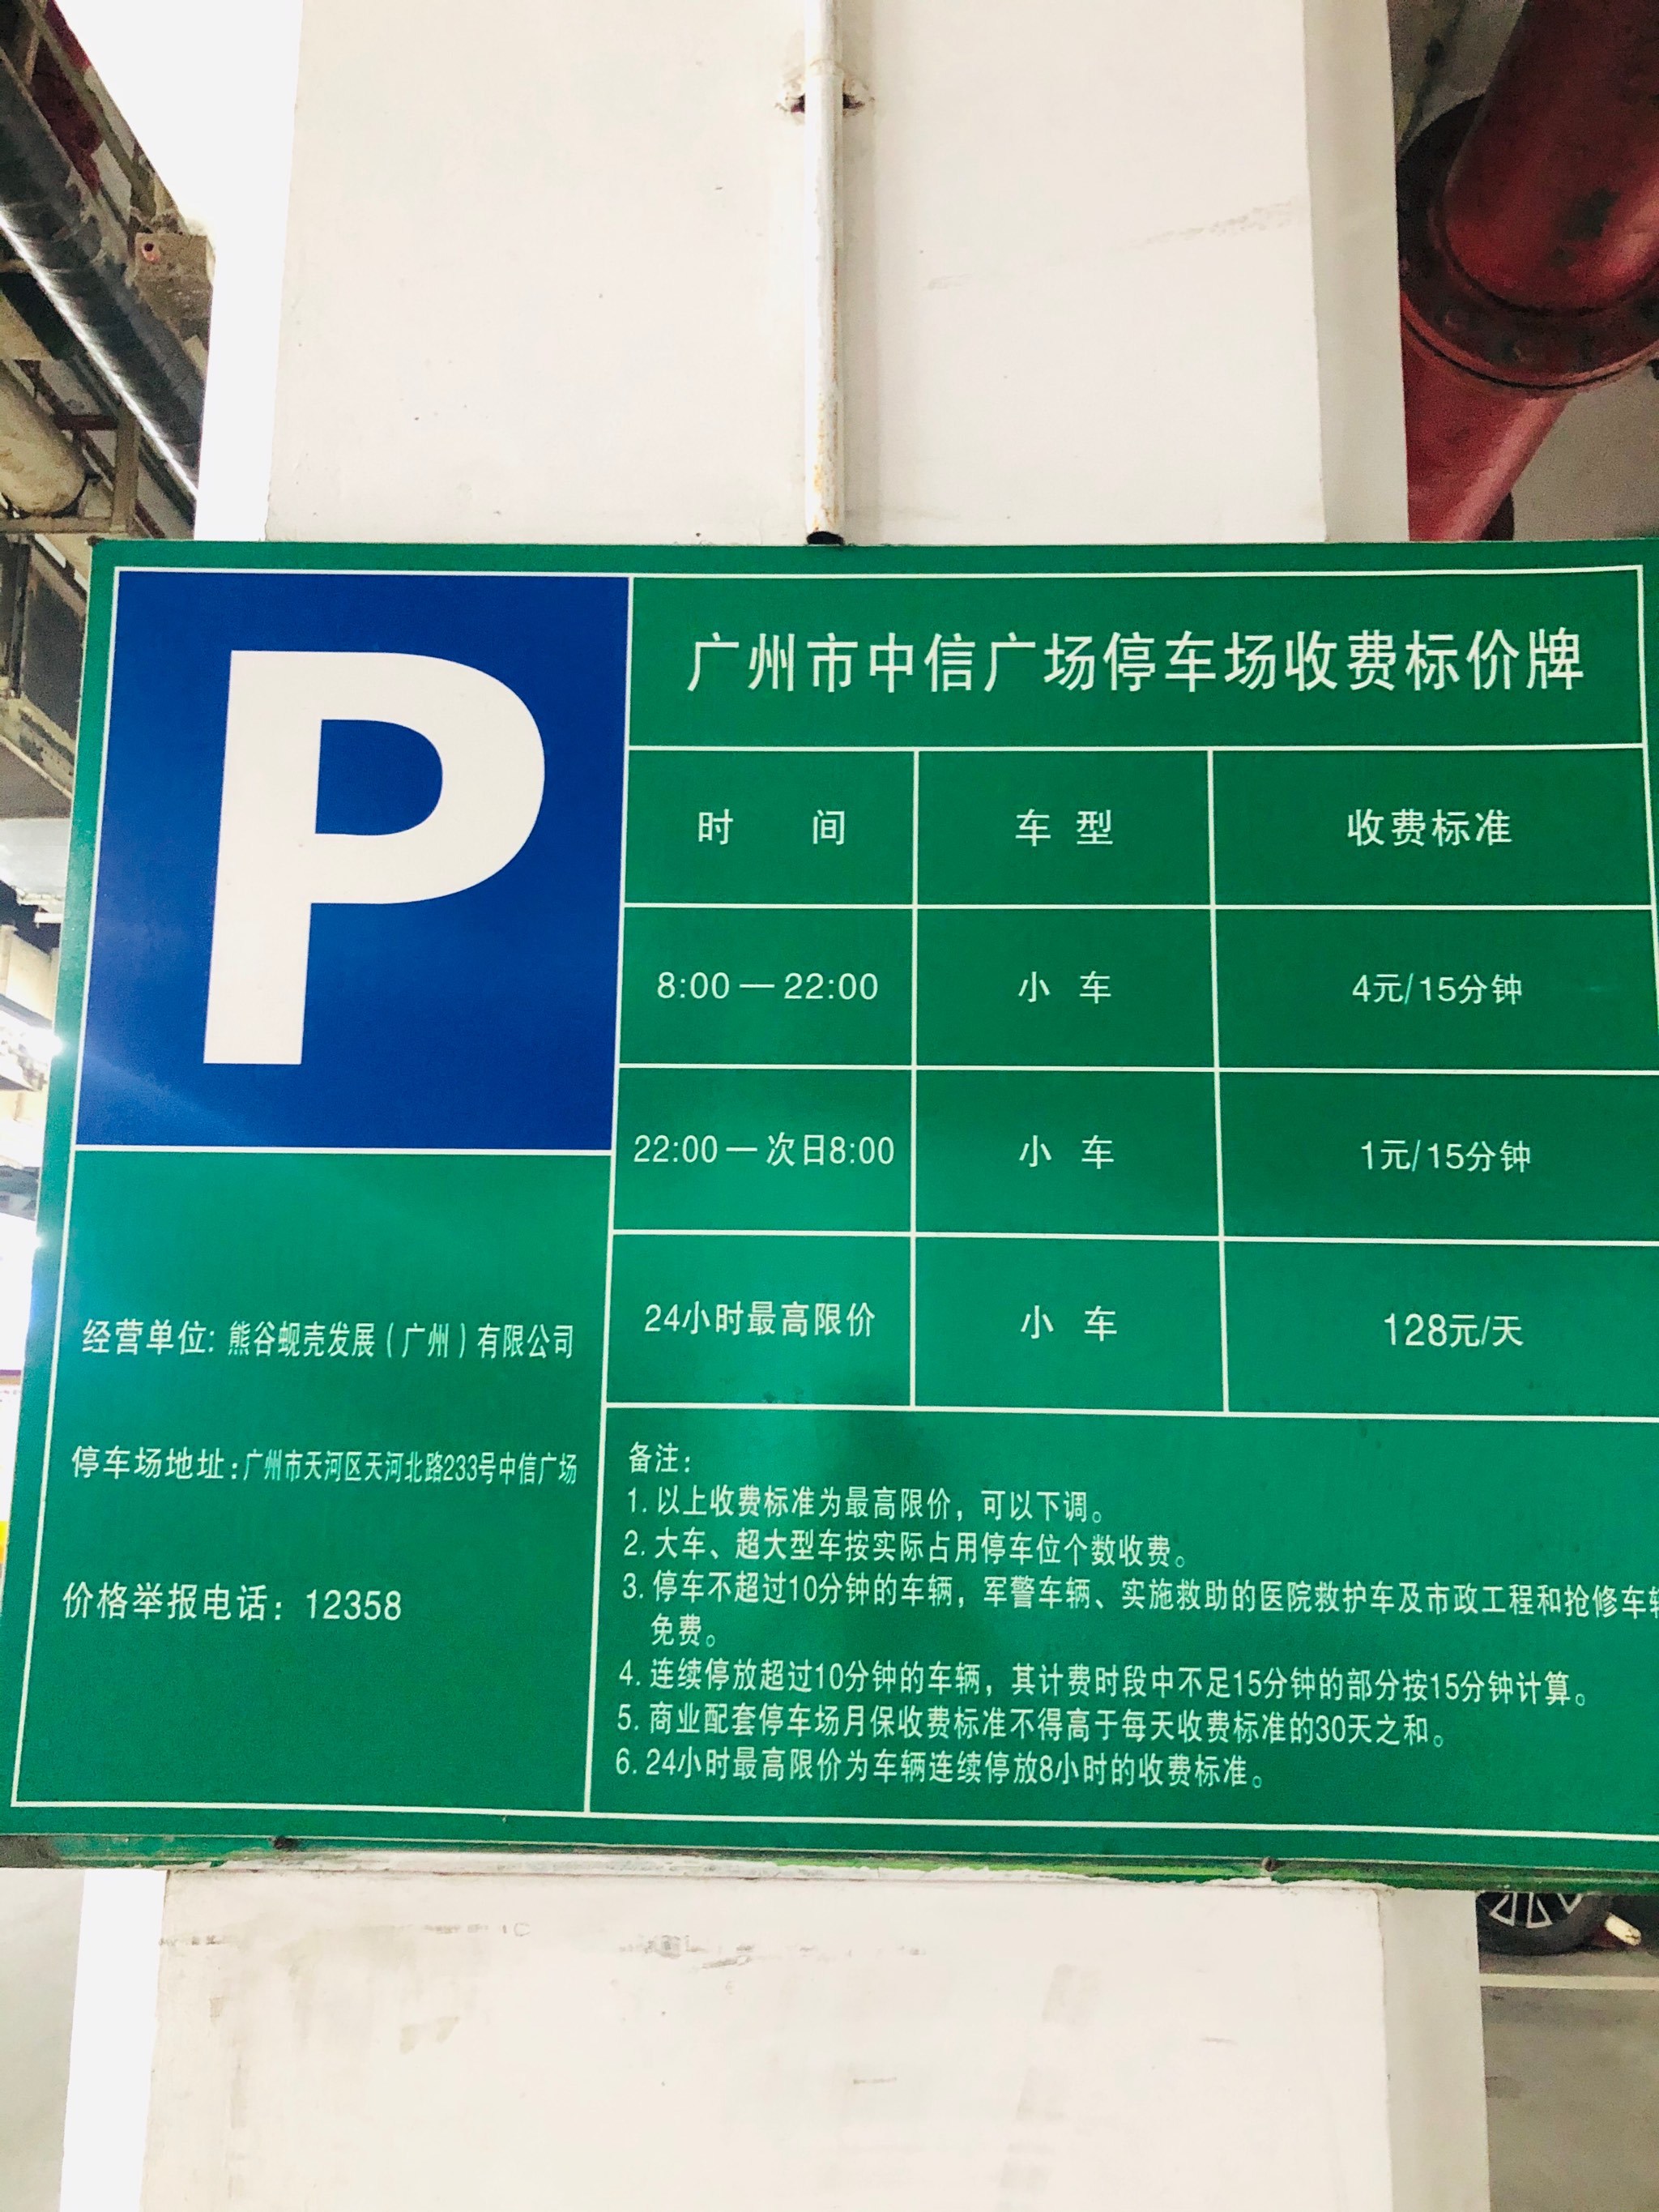 P
广州市中信广场停车场收费标价牌
时 间 车 型 收费标准
8:00 — 22:00 小 车 4元/15分钟
22:00 — 次日8:00 小 车 1元/15分钟
24小时最高限价 小 车 128元/天
经营单位: 熊谷蚬壳发展(广州)有限公司
停车场地址:广州市天河区天河北路233号中信广场
价格举报电话: 12358
备注:
1. 以上收费标准为最高限价，可以下调。
2. 大车、超大型车按实际占用停车位个数收费。
3. 停车不超过10分钟的车辆，军警车辆、实施救助的医院救护车及市政工程和抢修车辆
免费。
4. 连续停放超过10分钟的车辆，其计费时段中不足15分钟的部分按15分钟计算。
5. 商业配套停车场月保收费标准不得高于每天收费标准的30天之和。
6. 24小时最高限价为车辆连续停放8小时的收费标准。